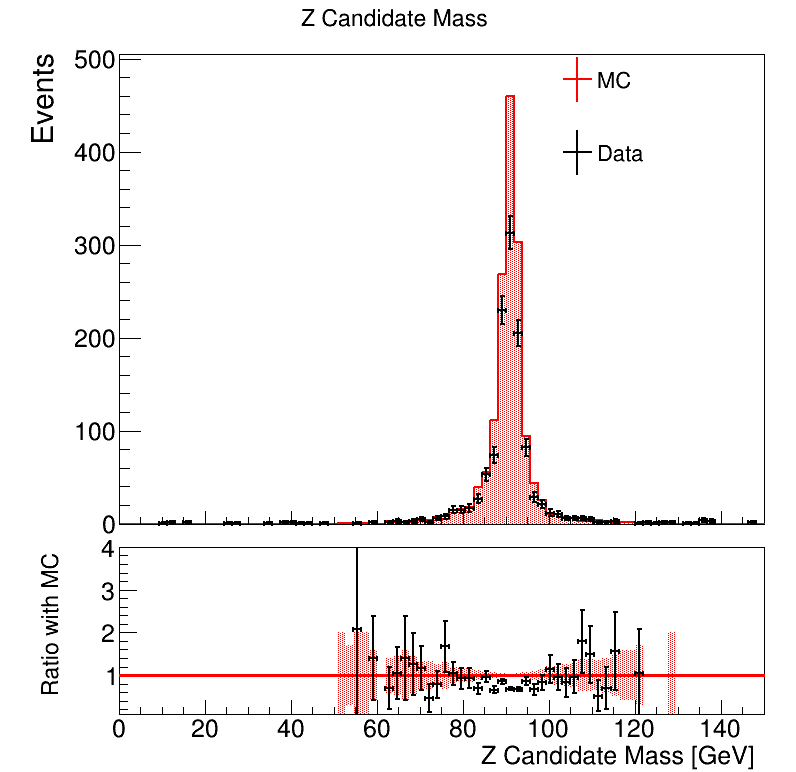 Z Candidate Mass
Events
500
400
300
200
100
0
MC
Data
Ratio with MC
4
3
2
1
0 20 40 60 80 100 120 140
Z Candidate Mass [GeV]